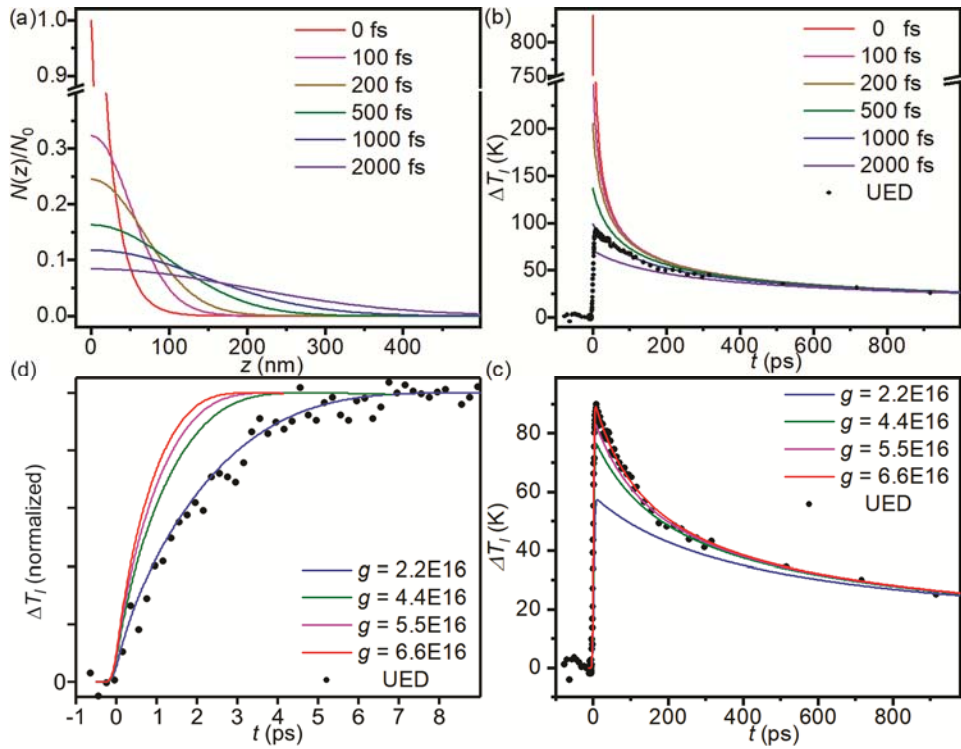 (a)
1.0
0.9
0.3
0.2
0.1
0.0
N(z)/N0
0 fs
100 fs
200 fs
500 fs
1000 fs
2000 fs
0 100 200 300 400
z (nm)
(b)
800
750
200
150
100
50
0
ΔTl (K)
0 fs
100 fs
200 fs
500 fs
1000 fs
2000 fs
UED
0 200 400 600 800
t (ps)
(d)
ΔTl (normalized)
0
g = 2.2E16
g = 4.4E16
g = 5.5E16
g = 6.6E16
UED
-1 0 1 2 3 4 5 6 7 8
t (ps)
(c)
80
60
40
20
0
ΔTl (K)
g = 2.2E16
g = 4.4E16
g = 5.5E16
g = 6.6E16
UED
0 200 400 600 800
t (ps)